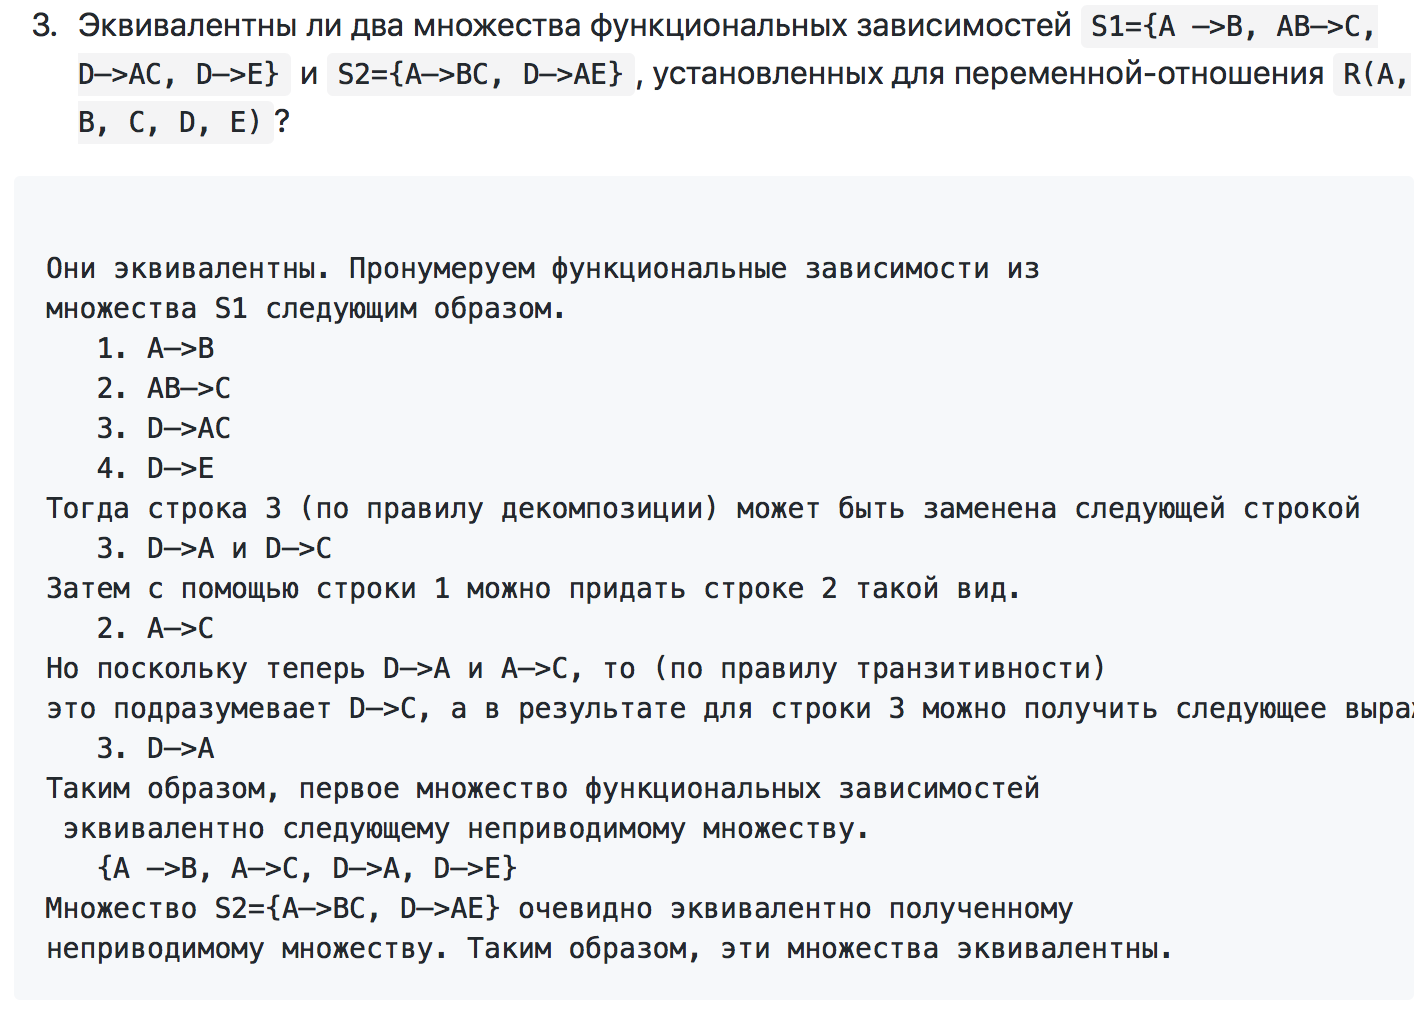 3. Эквивалентны ли два множества функциональных зависимостей S1={A —>B, AB—>C,
D—>AC, D—>E} и S2={A—>BC, D—>AE}, установленных для переменной-отношения R(A,
B, C, D, E)?
Они эквивалентны. Пронумеруем функциональные зависимости из
множества S1 следующим образом.
1. A—>B
2. AB—>C
3. D—>AC
4. D—>E
Тогда строка 3 (по правилу декомпозиции) может быть заменена следующей строкой
3. D—>A и D—>C
Затем с помощью строки 1 можно придать строке 2 такой вид.
2. A—>C
Но поскольку теперь D—>A и A—>C, то (по правилу транзитивности)
это подразумевает D—>C, а в результате для строки 3 можно получить следующее
3. D—>A
Таким образом, первое множество функциональных зависимостей
эквивалентно следующему неприводимому множеству.
{A —>B, A—>C, D—>A, D—>E}
Множество S2={A—>BC, D—>AE} очевидно эквивалентно полученному
неприводимому множеству. Таким образом, эти множества эквивалентны.